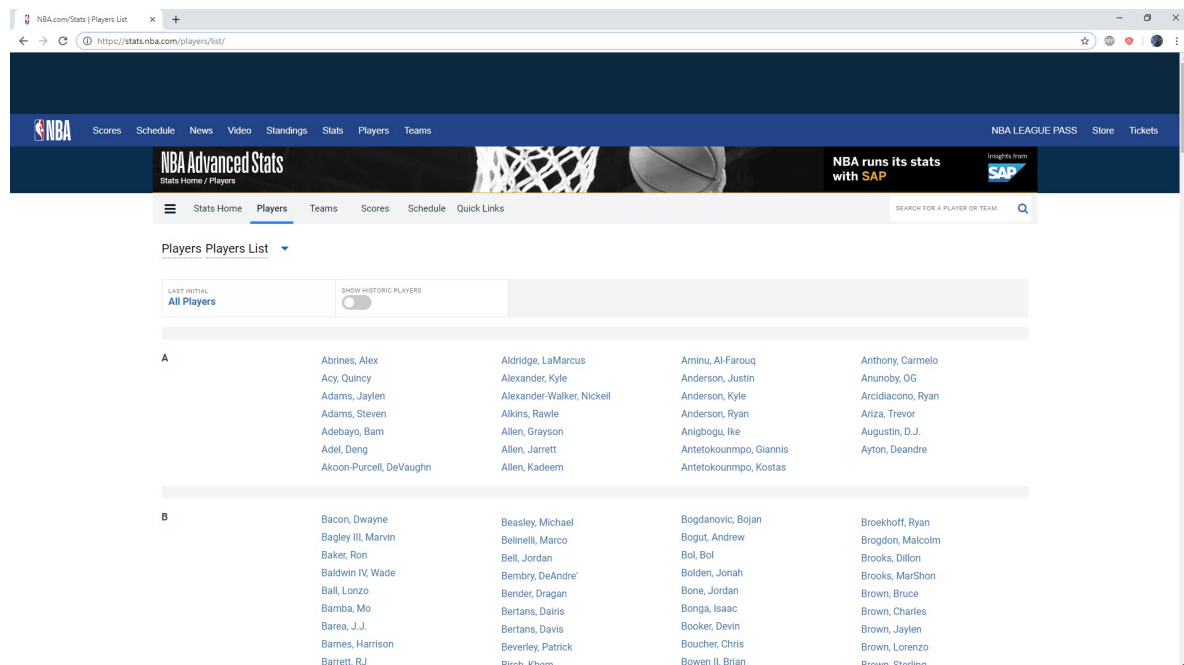 NBA.com/Stats | Players List
https://stats.nba.com/players/list/
NBA Scores Schedule News Video Standings Stats Players Teams NBA LEAGUE PASS Store Tickets
NBA Advanced Stats
Stats Home / Players
NBA runs its stats
with SAP
Insights from
SAP
Stats Home Players Teams Scores Schedule Quick Links SEARCH FOR A PLAYER OR TEAM
Players Players List
LAST INITIAL
All Players
SHOW HISTORIC PLAYERS
A
Abrines, Alex
Acy, Quincy
Adams, Jaylen
Adams, Steven
Adebayo, Bam
Adel, Deng
Akoon-Purcell, DeVaughn
Aldridge, LaMarcus
Alexander, Kyle
Alexander-Walker, Nickeil
Alkins, Rawle
Allen, Grayson
Allen, Jarrett
Allen, Kadeem
Aminu, Al-Farouq
Anderson, Justin
Anderson, Kyle
Anderson, Ryan
Anigbogu, Ike
Antetokounmpo, Giannis
Antetokounmpo, Kostas
Anthony, Carmelo
Anunoby, OG
Arcidiacono, Ryan
Ariza, Trevor
Augustin, D.J.
Ayton, Deandre
B
Bacon, Dwayne
Bagley III, Marvin
Baker, Ron
Baldwin IV, Wade
Ball, Lonzo
Bamba, Mo
Barea, J.J.
Barnes, Harrison
Barrett, RJ
Beasley, Michael
Belinelli, Marco
Bell, Jordan
Bembry, DeAndre'
Bender, Dragan
Bertans, Dairis
Bertans, Davis
Beverley, Patrick
Birch, Khem
Bogdanovic, Bojan
Bogut, Andrew
Bol, Bol
Bolden, Jonah
Bone, Jordan
Bonga, Isaac
Booker, Devin
Boucher, Chris
Bowen II, Brian
Broekhoff, Ryan
Brogdon, Malcolm
Brooks, Dillon
Brooks, MarShon
Brown, Bruce
Brown, Charles
Brown, Jaylen
Brown, Lorenzo
Brown, Sterling